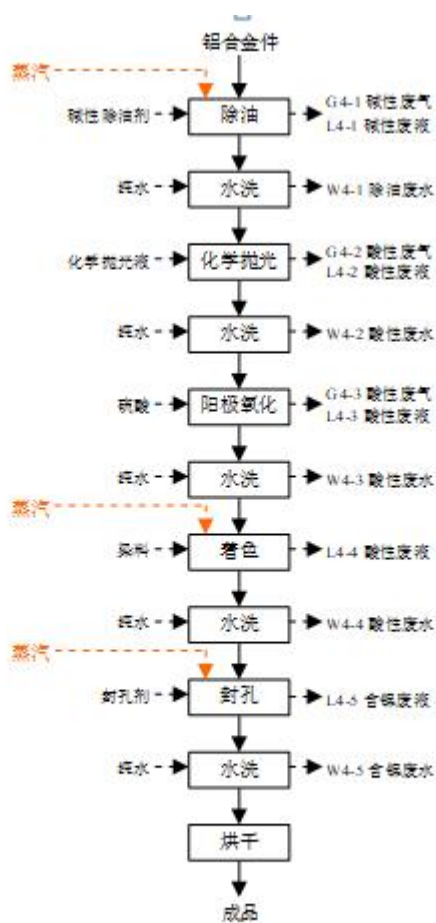 铝合金件
蒸汽
碱性除油剂
除油
G4-1 碱性废气
L4-1 碱性废液
纯水
水洗
W4-1 除油废水
化学抛光液
化学抛光
G4-2 酸性废气
L4-2 酸性废液
纯水
水洗
W4-2 酸性废水
硫酸
阳极氧化
G4-3 酸性废气
L4-3 酸性废液
纯水
水洗
W4-3 酸性废水
蒸汽
染料
着色
L4-4 酸性废液
纯水
水洗
W4-4 酸性废水
蒸汽
封孔剂
封孔
L4-5 含镍废液
纯水
水洗
W4-5 含镍废水
烘干
成品